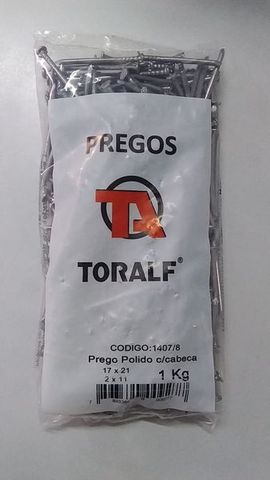 PREGOS
TA
TORALF®
CODIGO:1407/8
Prego Polido c/cabeca
17 x 21
2 x 11
1 Kg